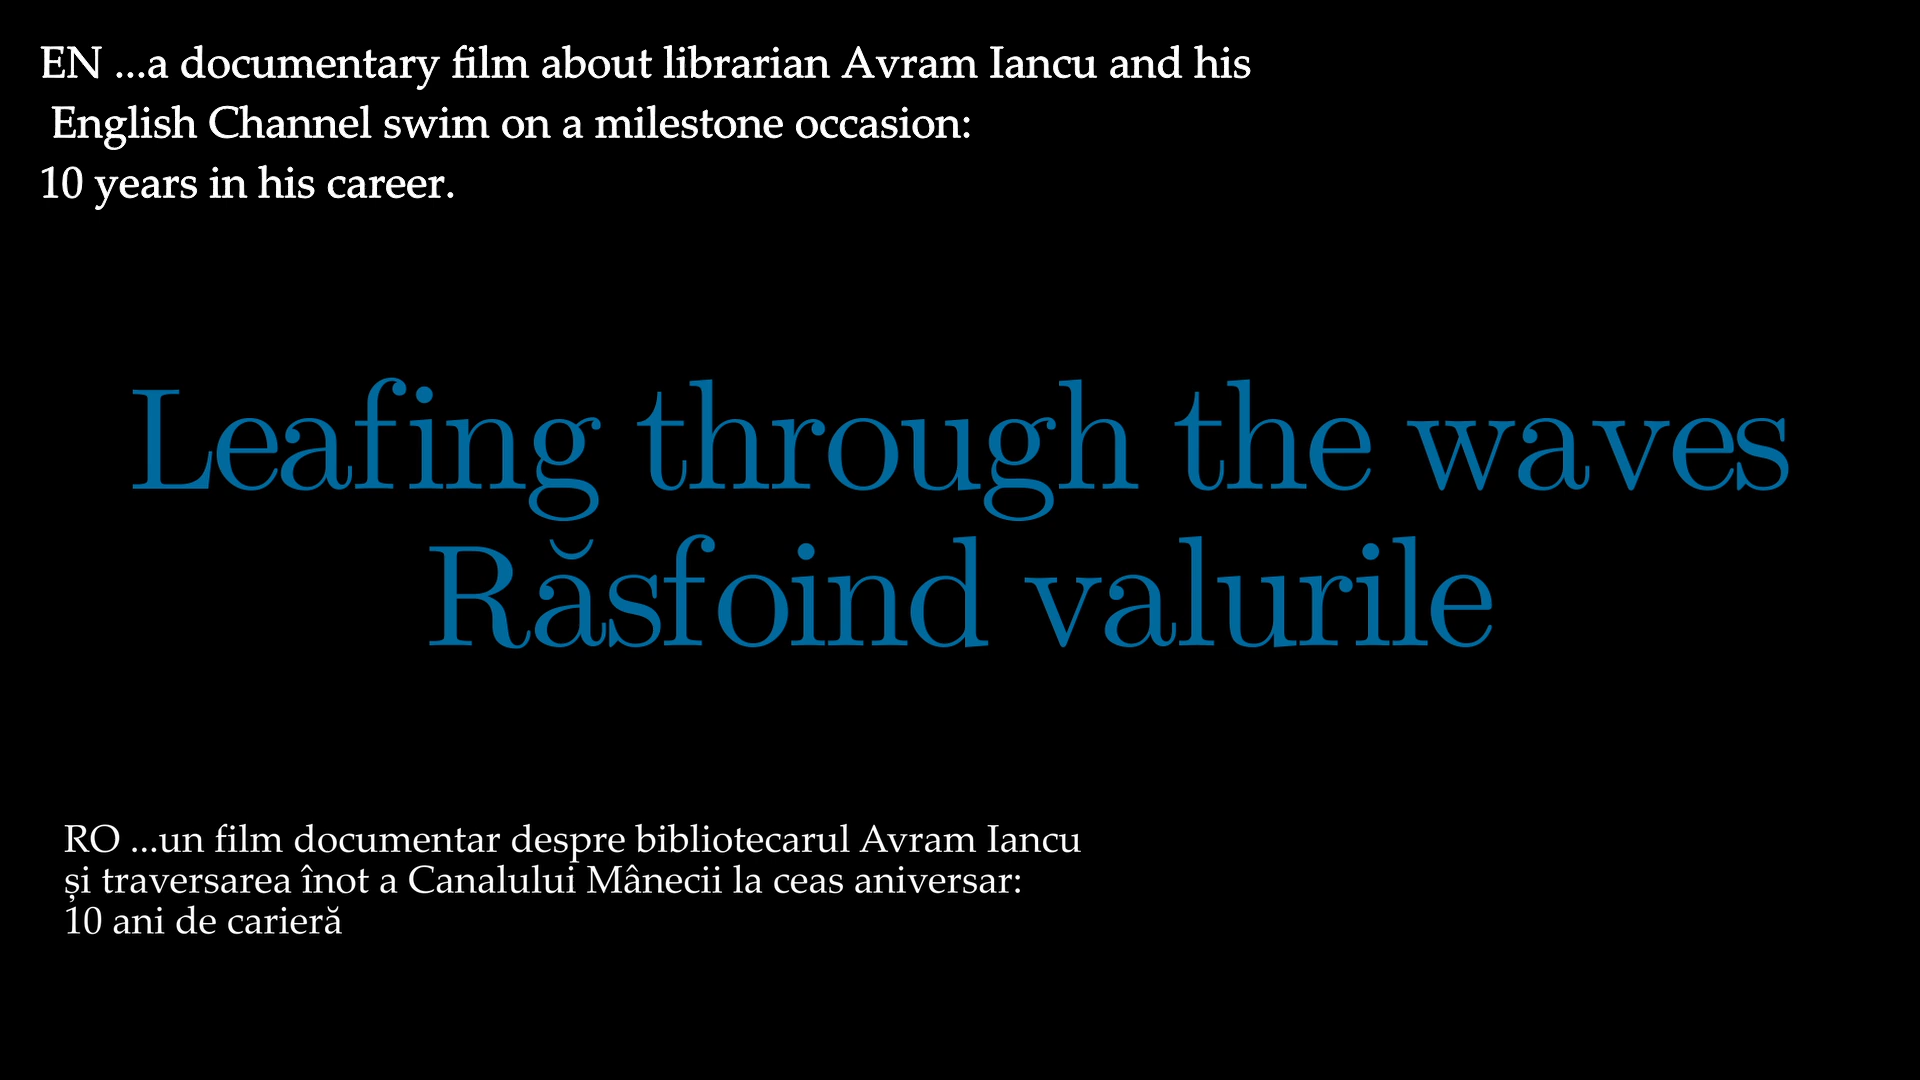 EN ...a documentary film about librarian Avram Iancu and his
English Channel swim on a milestone occasion:
10 years in his career.
Leafing through the waves
Răsfoind valurile
RO ...un film documentar despre bibliotecarul Avram Iancu
și traversarea înot a Canalului Mânecii la ceas aniversar:
10 ani de carieră